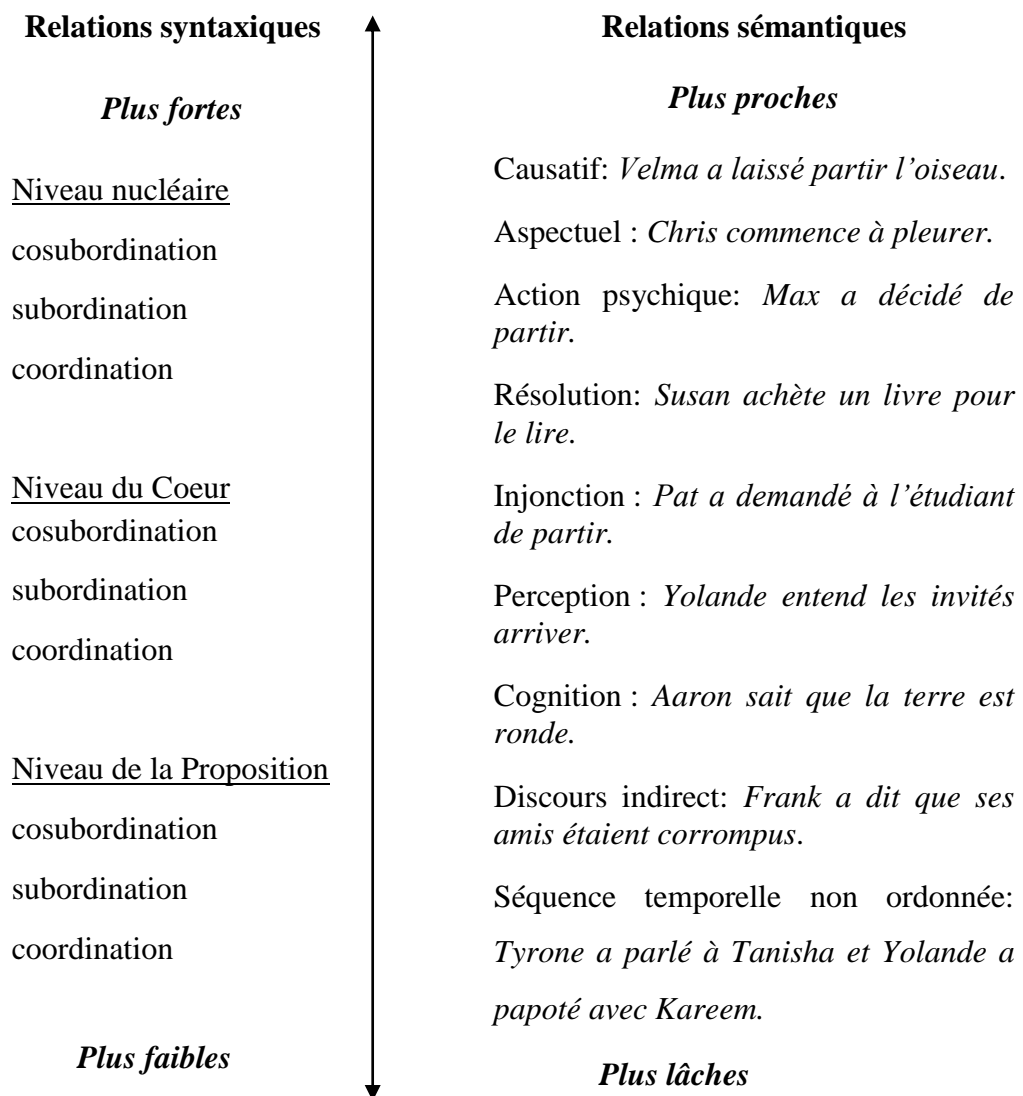 Relations syntaxiques
Plus fortes
Niveau nucléaire
cosubordination
subordination
coordination
Niveau du Coeur
cosubordination
subordination
coordination
Niveau de la Proposition
cosubordination
subordination
coordination
Plus faibles
Relations sémantiques
Plus proches
Causatif: Velma a laissé partir l’oiseau.
Aspectuel : Chris commence à pleurer.
Action psychique: Max a décidé de
partir.
Résolution: Susan achète un livre pour
le lire.
Injonction : Pat a demandé à l’étudiant
de partir.
Perception : Yolande entend les invités
arriver.
Cognition : Aaron sait que la terre est
ronde.
Discours indirect: Frank a dit que ses
amis étaient corrompus.
Séquence temporelle non ordonnée:
Tyrone a parlé à Tanisha et Yolande a
papoté avec Kareem.
Plus lâches